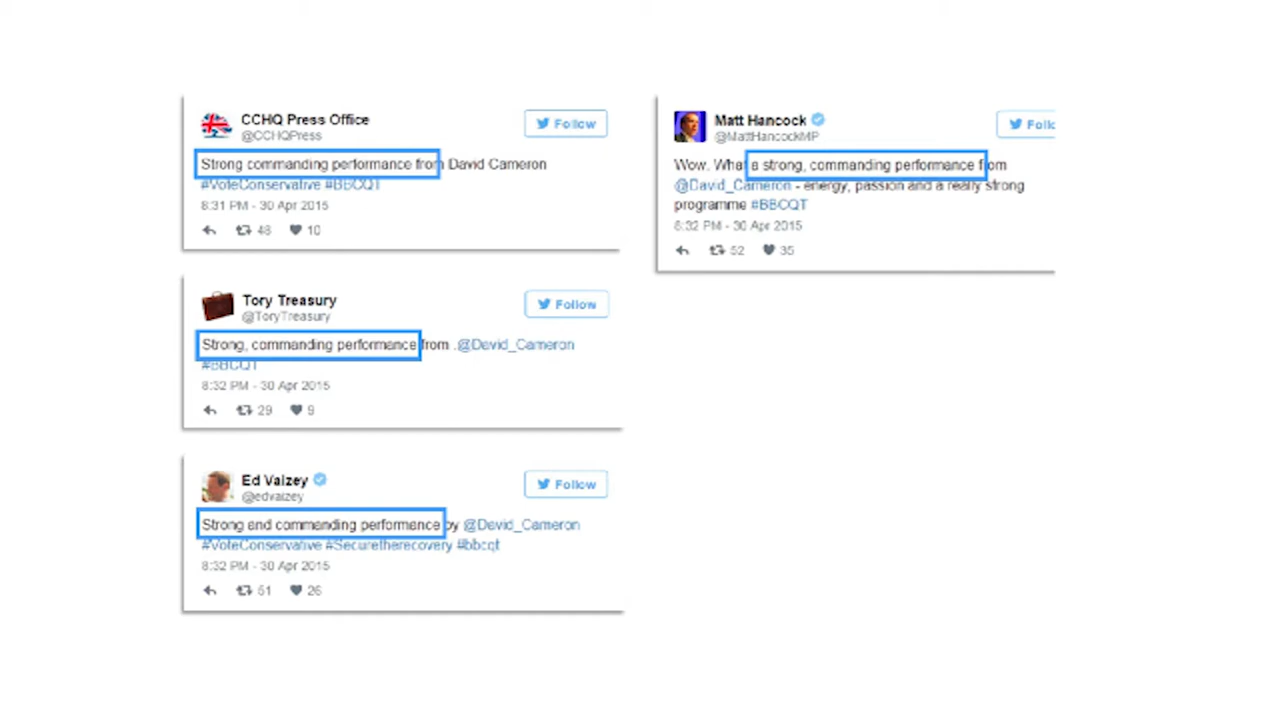 CCHQ Press Office
@CCHQPress
Follow
Strong commanding performance from David Cameron
#VoteConservative #BBCQT
8:31 PM - 30 Apr 2015
48 10
Tory Treasury
@ToryTreasury
Follow
Strong, commanding performance from .@David_Cameron
#BBCQT
8:32 PM - 30 Apr 2015
29 9
Ed Vaizey
@edvaizey
Follow
Strong and commanding performance by @David_Cameron
#VoteConservative #Securetherecovery #bbcqt
8:32 PM - 30 Apr 2015
51 26
Matt Hancock
@MattHancockMP
Follo
Wow. What a strong, commanding performance from
@David_Cameron - energy, passion and a really strong
programme #BBCQT
8:32 PM - 30 Apr 2015
52 35